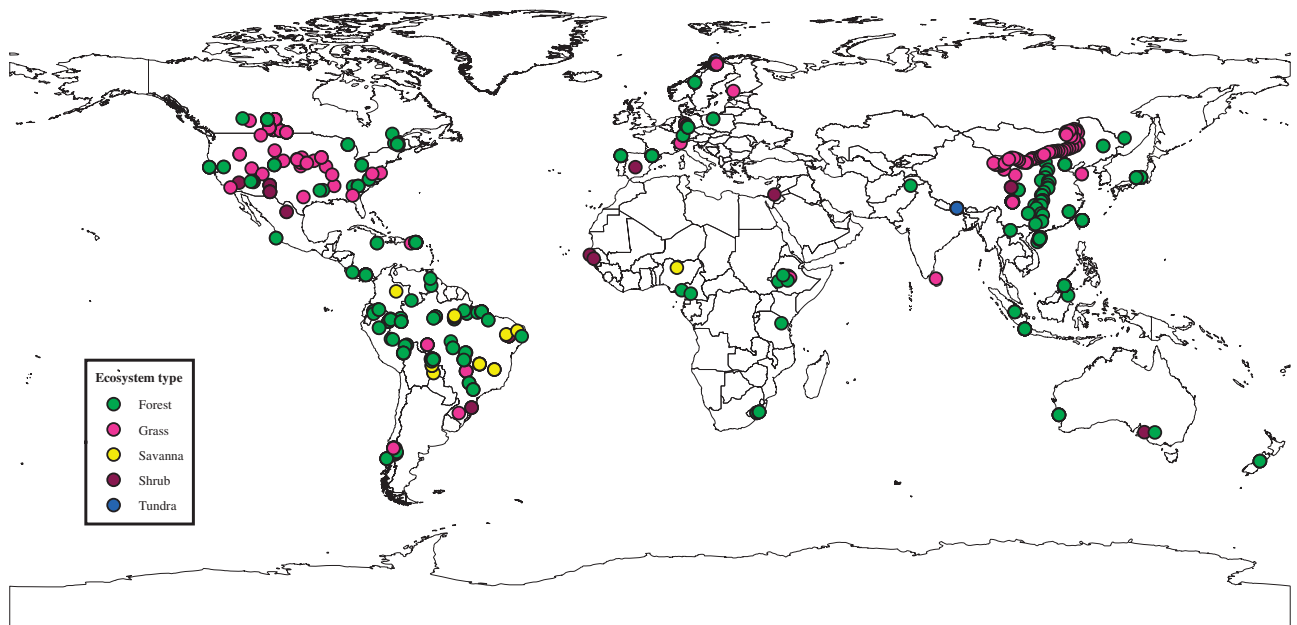 Ecosystem type
Forest
Grass
Savanna
Shrub
Tundra